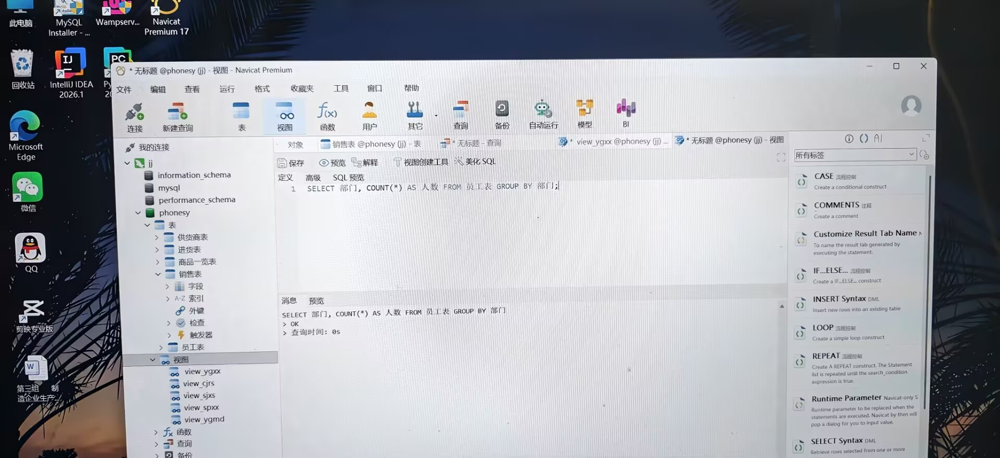 此电脑
MySQL
Installer - ...
Wampserv...
Navicat
Premium 17
回收站
IJ
IntelliJ IDEA
2026.1
PC
Microsoft
Edge
微信
QQ
剪映专业版
第三组 制
造企业生产...
* 无标题 @phonesy (jj) - 视图 - Navicat Premium
文件 编辑 查看 运行 格式 收藏夹 工具 窗口 帮助
连接 新建查询 表 视图 函数 用户 其它 查询 备份 自动运行 模型 BI
我的连接
jj
information_schema
mysql
performance_schema
phonesy
表
供货商表
进货表
商品一览表
销售表
字段
A-Z 索引
外键
检查
触发器
员工表
视图
view_ygxx
view_cjrs
view_sjxs
view_spxx
view_ygmd
函数
查询
备份
对象 销售表 @phonesy (jj) - 表 * 无标题 - 查询 * view_ygxx @phonesy (jj) ... * 无标题 @phonesy (jj) - 视图
保存 预览 解释 视图创建工具 美化 SQL
定义 高级 SQL 预览
1 SELECT 部门, COUNT(*) AS 人数 FROM 员工表 GROUP BY 部门;
消息 预览
SELECT 部门, COUNT(*) AS 人数 FROM 员工表 GROUP BY 部门
> OK
> 查询时间: 0s
AI
所有标签
CASE 流程控制
Create a conditional construct
COMMENTS 注释
Create a comment
Customize Result Tab Name
To name the result tab generated by
executing the statement.
IF...ELSE... 流程控制
Create a IF...ELSE... construct
INSERT Syntax DML
Insert new rows into an existing table
LOOP 流程控制
Create a simple loop construct
REPEAT 流程控制
Create A REPEAT construct. The Statement
list is repeated until the search_condition
expression is true.
Runtime Parameter Navicat-only S
Runtime parameter to be replaced when the
statements are executed. Navicat by then will
pop a dialog for you to input value.
SELECT Syntax DML
Retrieve rows selected from one or more